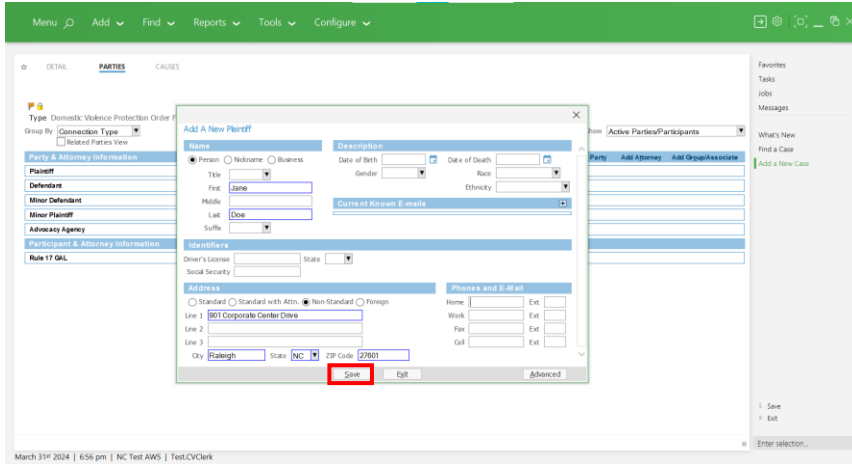 Menu Add Find Reports Tools Configure
DETAIL PARTIES CAUSES
Type Domestic Violence Protection Order F
Group By Connection Type
Related Parties View
how Active Parties/Participants
Party & Attorney Information
Party Add Attorney Add Group/Associate
Plaintiff
Defendant
Minor Defendant
Minor Plaintiff
Advocacy Agency
Participant & Attorney Information
Rule 17 GAL
Add A New Plaintiff
Name
Person Nickname Business
Title
First Jane
Middle
Last Doe
Suffix
Description
Date of Birth Date of Death
Gender Race
Ethnicity
Current Known E-mails
Identifiers
Driver's License State
Social Security
Address
Standard Standard with Attn. Non-Standard Foreign
Line 1 901 Corporate Center Drive
Line 2
Line 3
City Raleigh State NC ZIP Code 27601
Phones and E-Mail
Home Ext
Work Ext
Fax Ext
Cell Ext
Save Exit Advanced
Favorites
Tasks
Jobs
Messages
What's New
Find a Case
Add a New Case
Save
Exit
Enter selection...
March 31st 2024 | 6:56 pm | NC Test AWS | Test.CVClerk